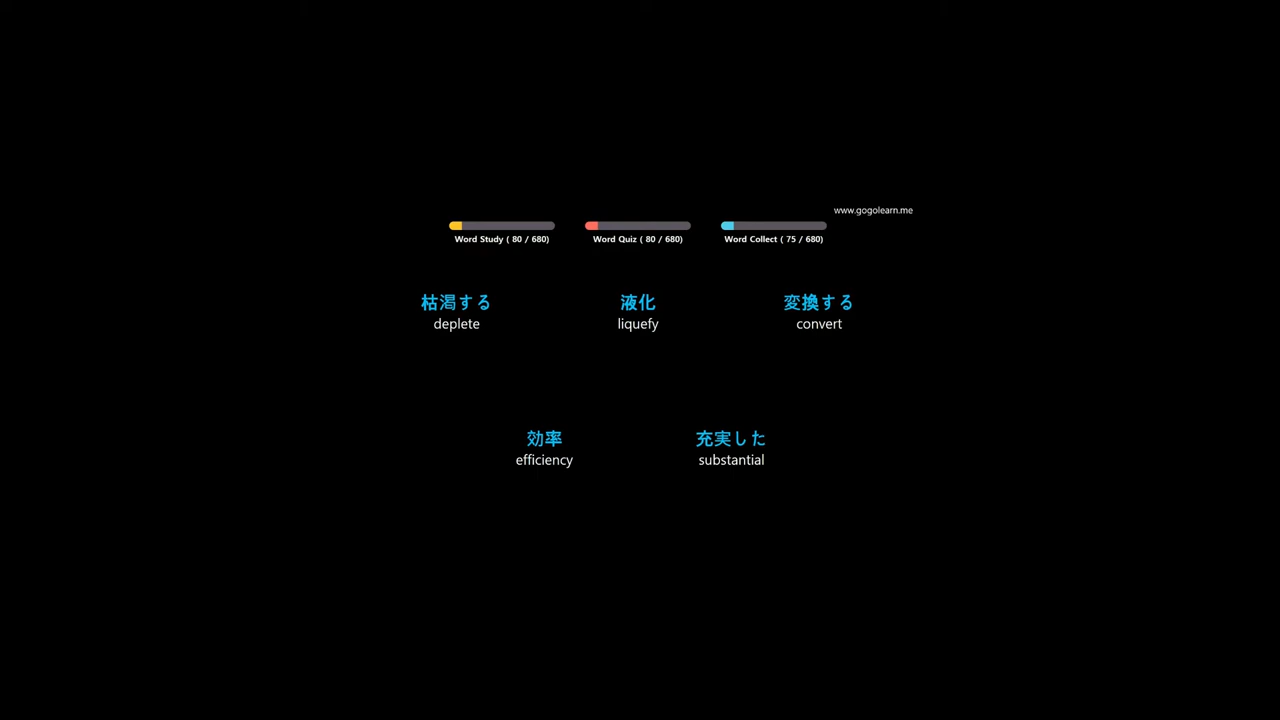 www.gogolearn.me
Word Study ( 80 / 680)
Word Quiz ( 80 / 680)
Word Collect ( 75 / 680)
枯渇する
deplete
液化
liquefy
変換する
convert
効率
efficiency
充実した
substantial